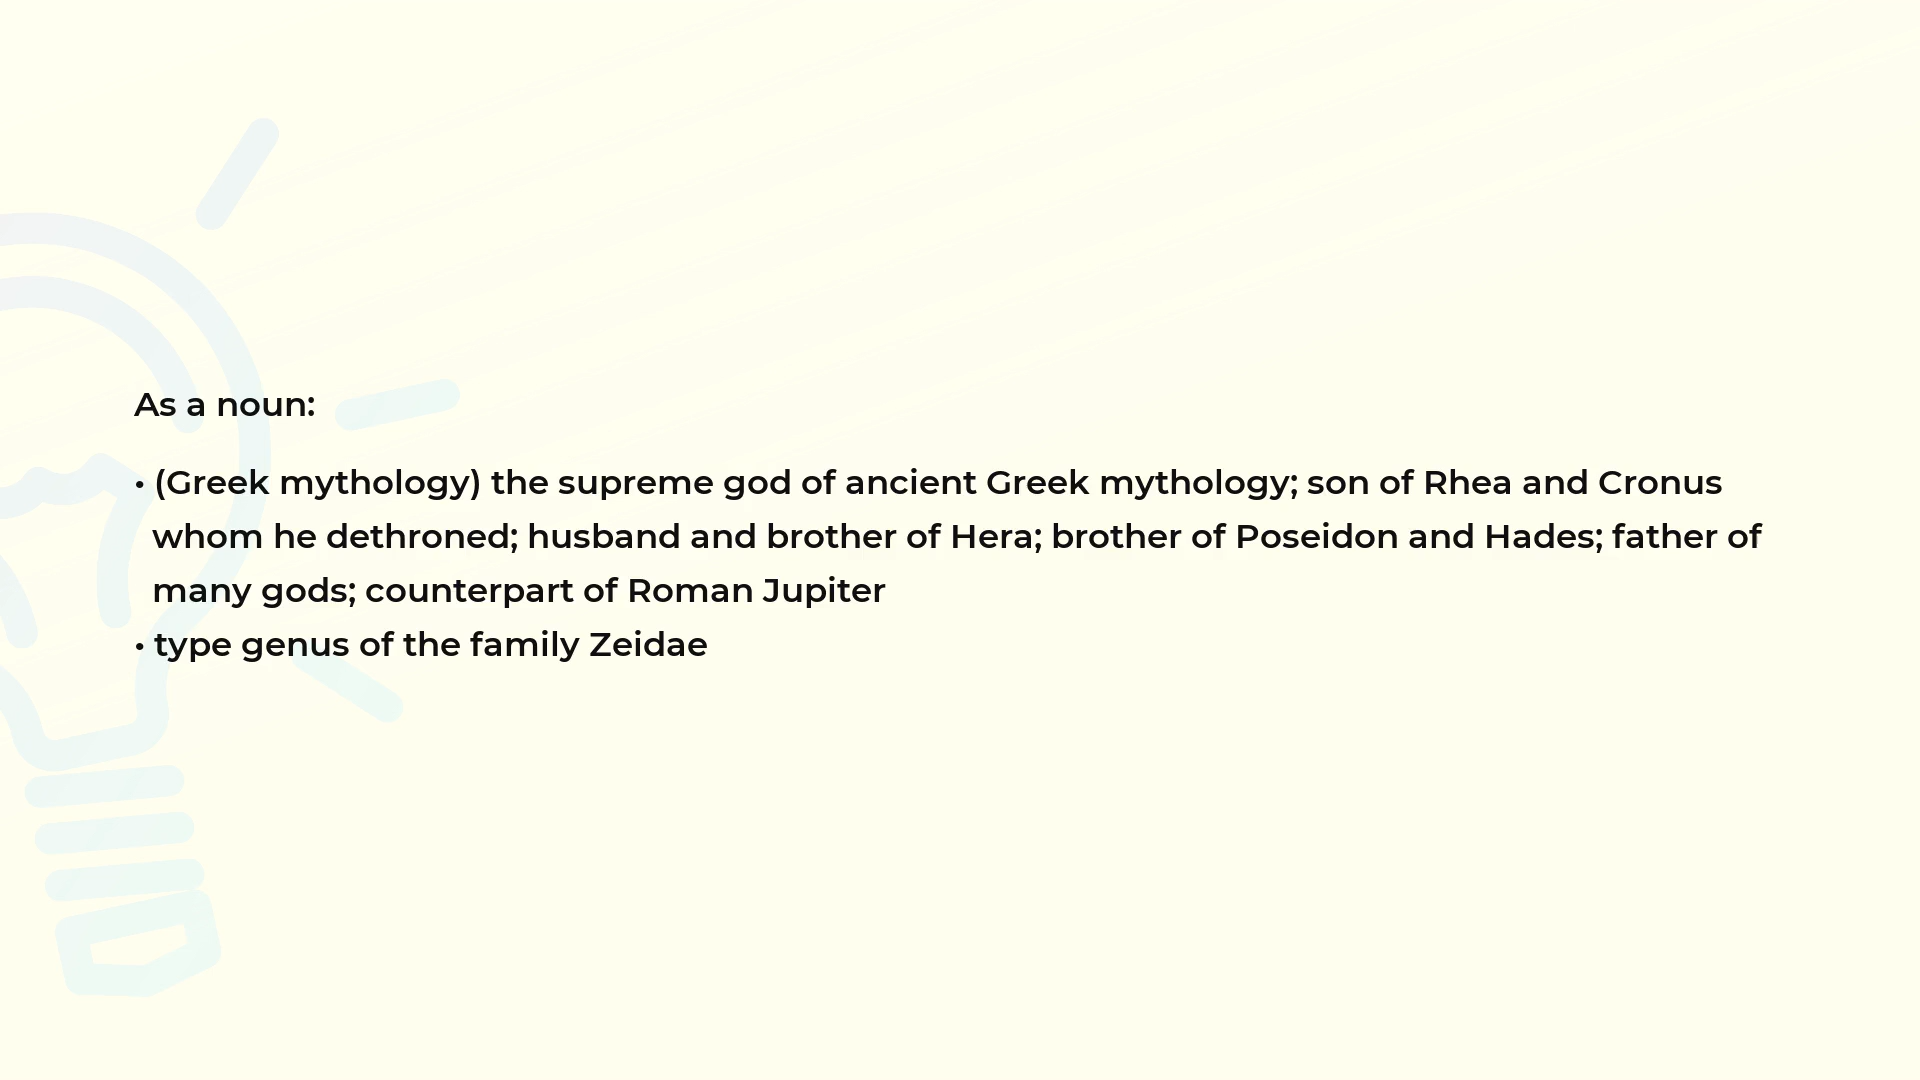 As a noun:
• (Greek mythology) the supreme god of ancient Greek mythology; son of Rhea and Cronus
whom he dethroned; husband and brother of Hera; brother of Poseidon and Hades; father of
many gods; counterpart of Roman Jupiter
• type genus of the family Zeidae